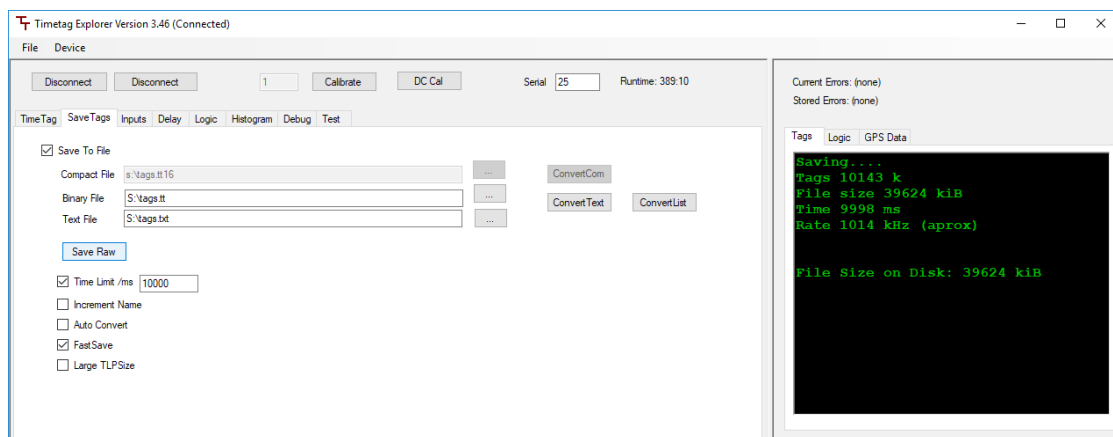 Timetag Explorer Version 3.46 (Connected)
File Device
Disconnect Disconnect 1 Calibrate DC Cal Serial 25 Runtime: 389:10
TimeTag SaveTags Inputs Delay Logic Histogram Debug Test
Save To File
Compact File s:\tags.tt16 ... ConvertCom
Binary File S:\tags.tt ... ConvertText ConvertList
Text File S:\tags.txt ...
Save Raw
Time Limit /ms 10000
Increment Name
Auto Convert
FastSave
Large TLPSize
Current Errors: (none)
Stored Errors: (none)
Tags Logic GPS Data
Saving....
Tags 10143 k
File size 39624 kiB
Time 9998 ms
Rate 1014 kHz (aprox)
File Size on Disk: 39624 kiB